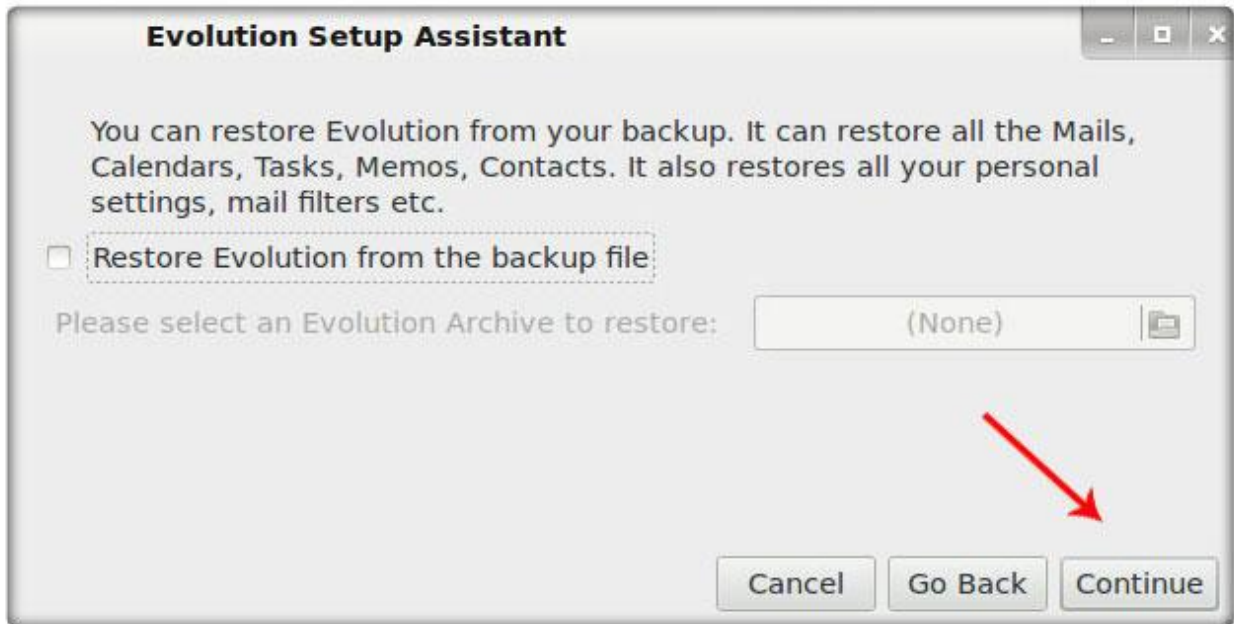 Evolution Setup Assistant
You can restore Evolution from your backup. It can restore all the Mails,
Calendars, Tasks, Memos, Contacts. It also restores all your personal
settings, mail filters etc.
Restore Evolution from the backup file
Please select an Evolution Archive to restore: (None)
Cancel Go Back Continue